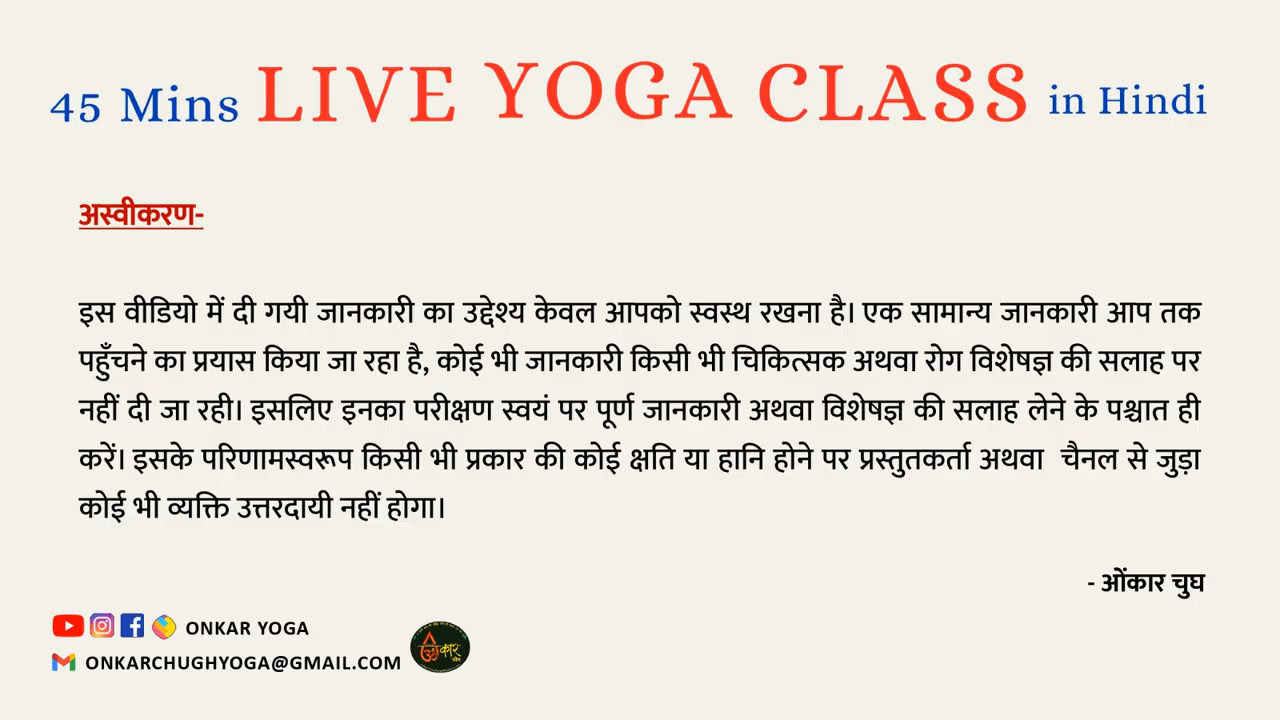 45 Mins LIVE YOGA CLASS in Hindi
अस्वीकरण-
इस वीडियो में दी गयी जानकारी का उद्देश्य केवल आपको स्वस्थ रखना है। एक सामान्य जानकारी आप तक
पहुँचने का प्रयास किया जा रहा है, कोई भी जानकारी किसी भी चिकित्सक अथवा रोग विशेषज्ञ की सलाह पर
नहीं दी जा रही। इसलिए इनका परीक्षण स्वयं पर पूर्ण जानकारी अथवा विशेषज्ञ की सलाह लेने के पश्चात ही
करें। इसके परिणामस्वरूप किसी भी प्रकार की कोई क्षति या हानि होने पर प्रस्तुतकर्ता अथवा चैनल से जुड़ा
कोई भी व्यक्ति उत्तरदायी नहीं होगा।
- ओंकार चुघ
ONKAR YOGA
ONKARCHUGHYOGA@GMAIL.COM